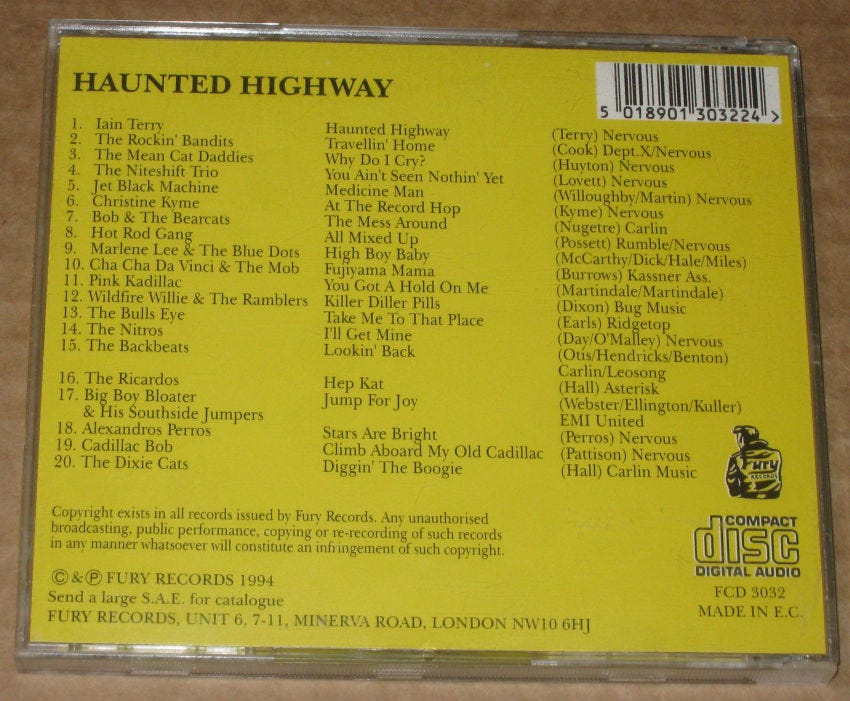 HAUNTED HIGHWAY
5 018901 303224 >
1. Iain Terry Haunted Highway (Terry) Nervous
2. The Rockin' Bandits Travellin' Home (Cook) Dept.X/Nervous
3. The Mean Cat Daddies Why Do I Cry? (Huyton) Nervous
4. The Niteshift Trio You Ain't Seen Nothin' Yet (Lovett) Nervous
5. Jet Black Machine Medicine Man (Willoughby/Martin) Nervous
6. Christine Kyme At The Record Hop (Kyme) Nervous
7. Bob & The Bearcats The Mess Around (Nugetre) Carlin
8. Hot Rod Gang All Mixed Up (Possett) Rumble/Nervous
9. Marlene Lee & The Blue Dots High Boy Baby (McCarthy/Dick/Hale/Miles)
10. Cha Cha Da Vinci & The Mob Fujiyama Mama (Burrows) Kassner Ass.
11. Pink Kadillac You Got A Hold On Me (Martindale/Martindale)
12. Wildfire Willie & The Ramblers Killer Diller Pills (Dixon) Bug Music
13. The Bulls Eye Take Me To That Place (Earls) Ridgetop
14. The Nitros I'll Get Mine (Day/O'Malley) Nervous
15. The Backbeats Lookin' Back (Otis/Hendricks/Benton)
Carlin/Leosong
16. The Ricardos Hep Kat (Hall) Asterisk
17. Big Boy Bloater Jump For Joy (Webster/Ellington/Kuller)
& His Southside Jumpers EMI United
18. Alexandros Perros Stars Are Bright (Perros) Nervous
19. Cadillac Bob Climb Aboard My Old Cadillac (Pattison) Nervous
20. The Dixie Cats Diggin' The Boogie (Hall) Carlin Music
Fury
RECORDS
Copyright exists in all records issued by Fury Records. Any unauthorised
broadcasting, public performance, copying or re-recording of such records
in any manner whatsoever will constitute an infringement of such copyright.
© & ℗ FURY RECORDS 1994
Send a large S.A.E. for catalogue
FURY RECORDS, UNIT 6, 7-11, MINERVA ROAD, LONDON NW10 6HJ
COMPACT
disc
DIGITAL AUDIO
FCD 3032
MADE IN E.C.